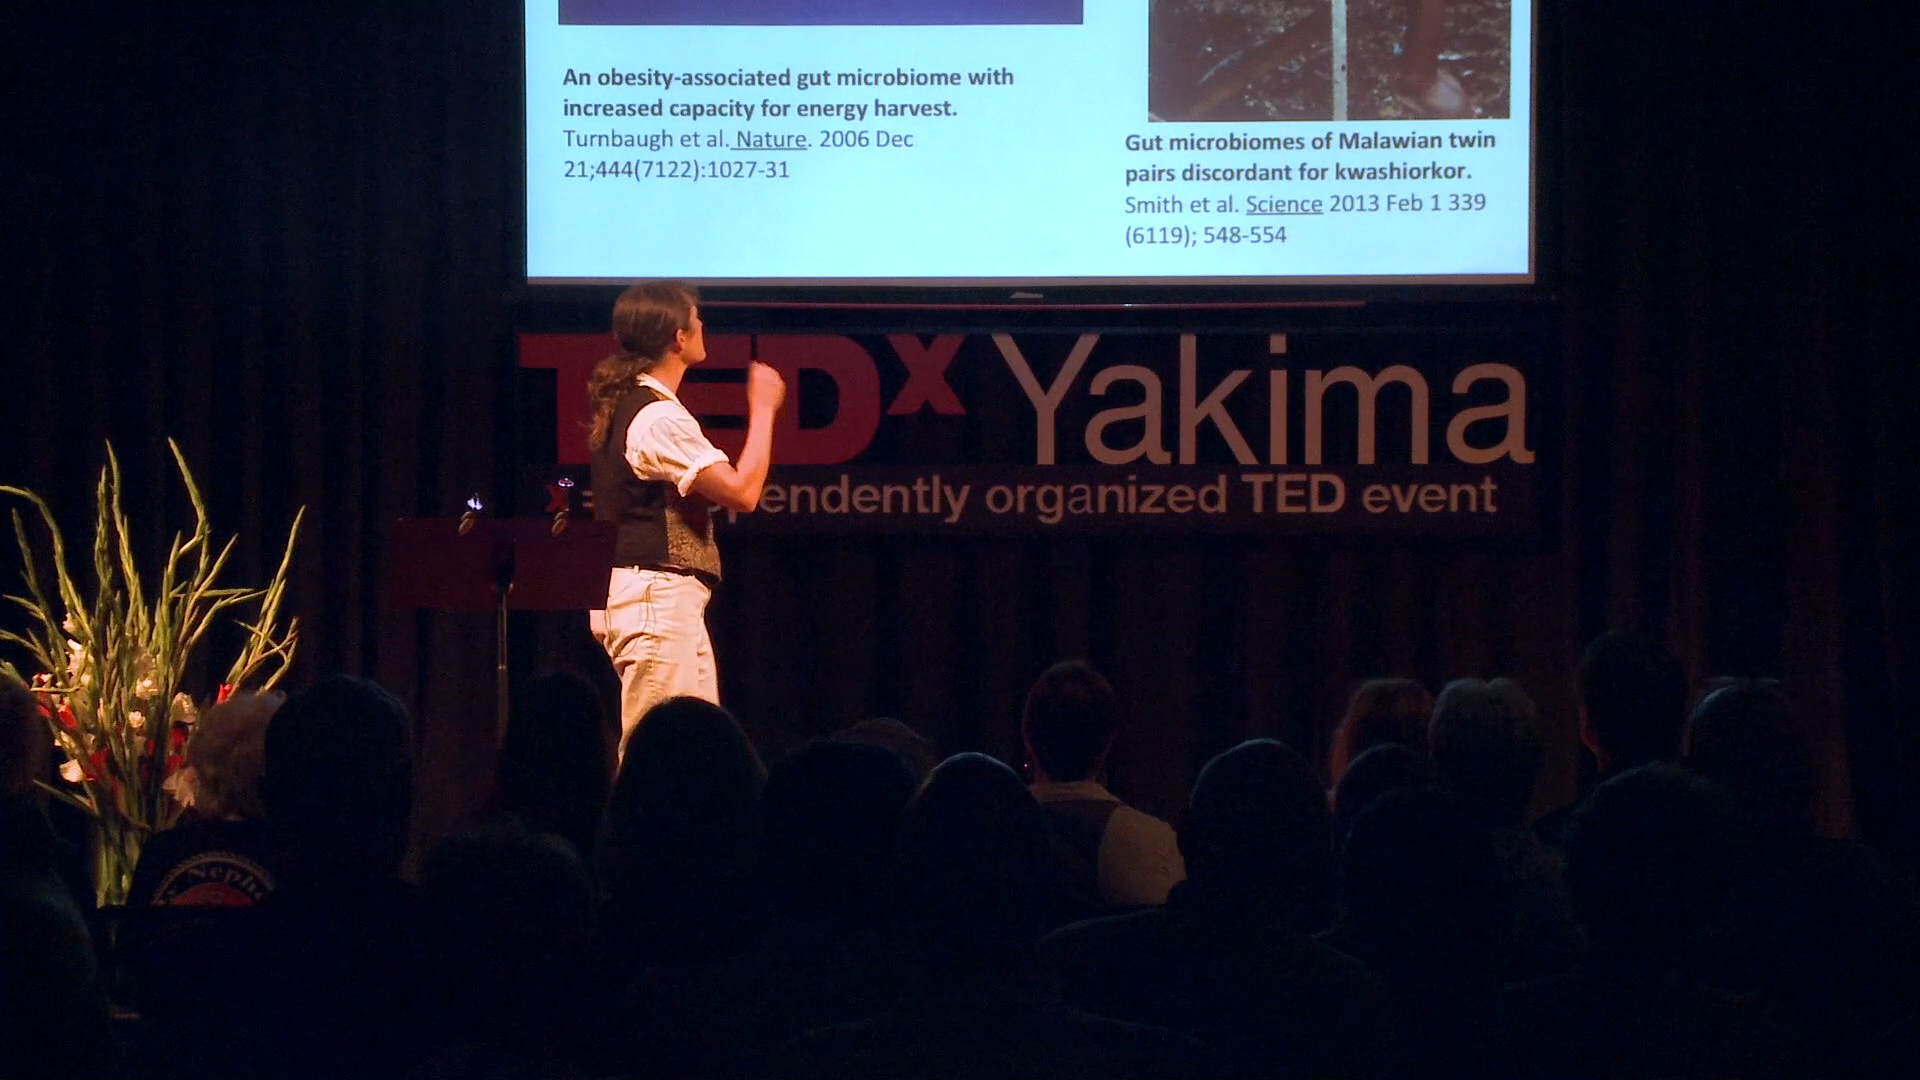 An obesity-associated gut microbiome with
increased capacity for energy harvest.
Turnbaugh et al. Nature. 2006 Dec
21;444(7122):1027-31
Gut microbiomes of Malawian twin
pairs discordant for kwashiorkor.
Smith et al. Science 2013 Feb 1 339
(6119); 548-554
TEDx Yakima
x = pendently organized TED event
Neph